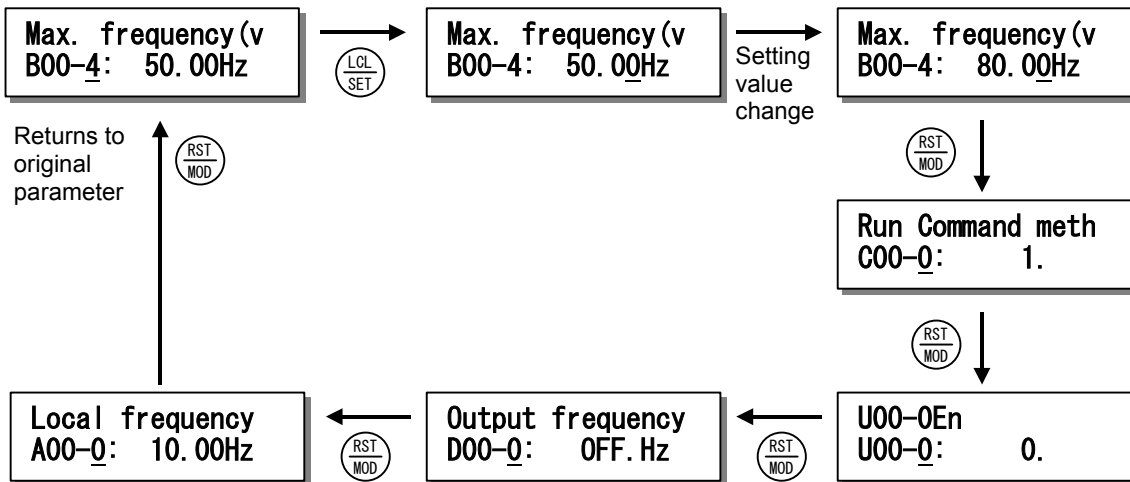 Max. frequency(v
B00-4: 50.00Hz
LCL
SET
Max. frequency(v
B00-4: 50.00Hz
Setting
value
change
Max. frequency(v
B00-4: 80.00Hz
Returns to
original
parameter
RST
MOD
RST
MOD
Run Command meth
C00-0: 1.
RST
MOD
Local frequency
A00-0: 10.00Hz
RST
MOD
Output frequency
D00-0: OFF.Hz
RST
MOD
U00-0En
U00-0: 0.